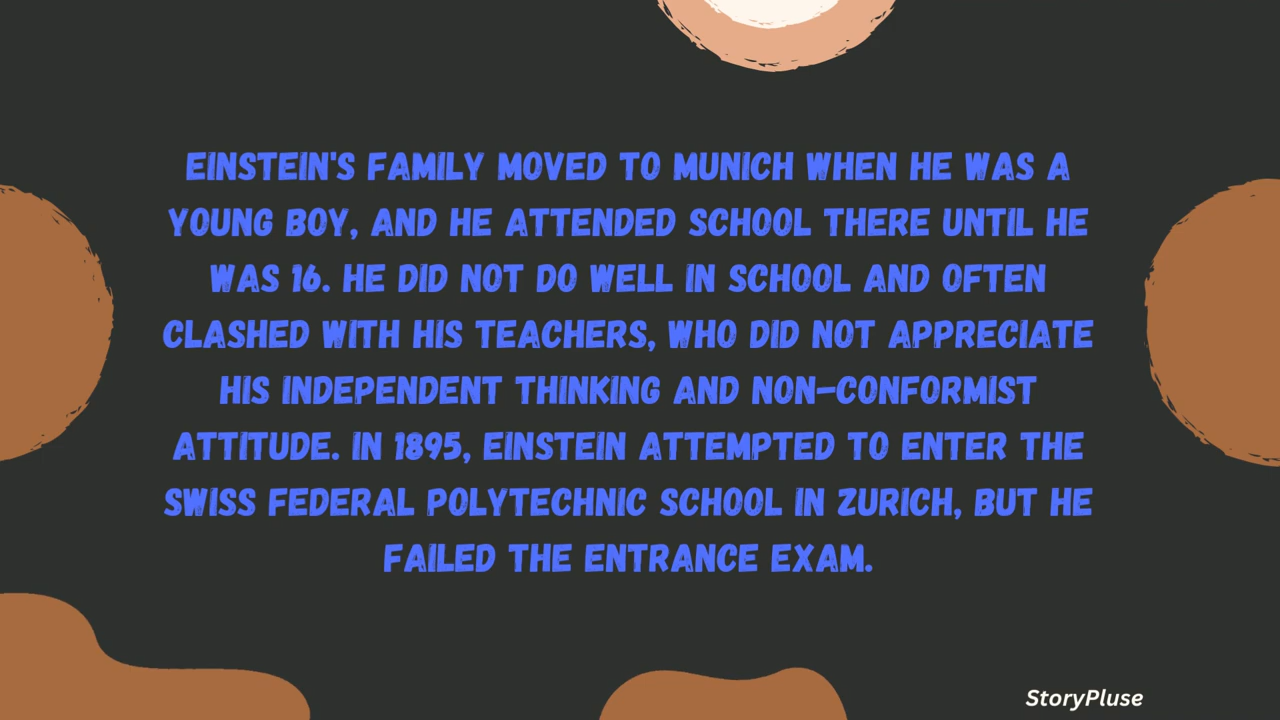 EINSTEIN'S FAMILY MOVED TO MUNICH WHEN HE WAS A
YOUNG BOY, AND HE ATTENDED SCHOOL THERE UNTIL HE
WAS 16. HE DID NOT DO WELL IN SCHOOL AND OFTEN
CLASHED WITH HIS TEACHERS, WHO DID NOT APPRECIATE
HIS INDEPENDENT THINKING AND NON-CONFORMIST
ATTITUDE. IN 1895, EINSTEIN ATTEMPTED TO ENTER THE
SWISS FEDERAL POLYTECHNIC SCHOOL IN ZURICH, BUT HE
FAILED THE ENTRANCE EXAM.
StoryPluse